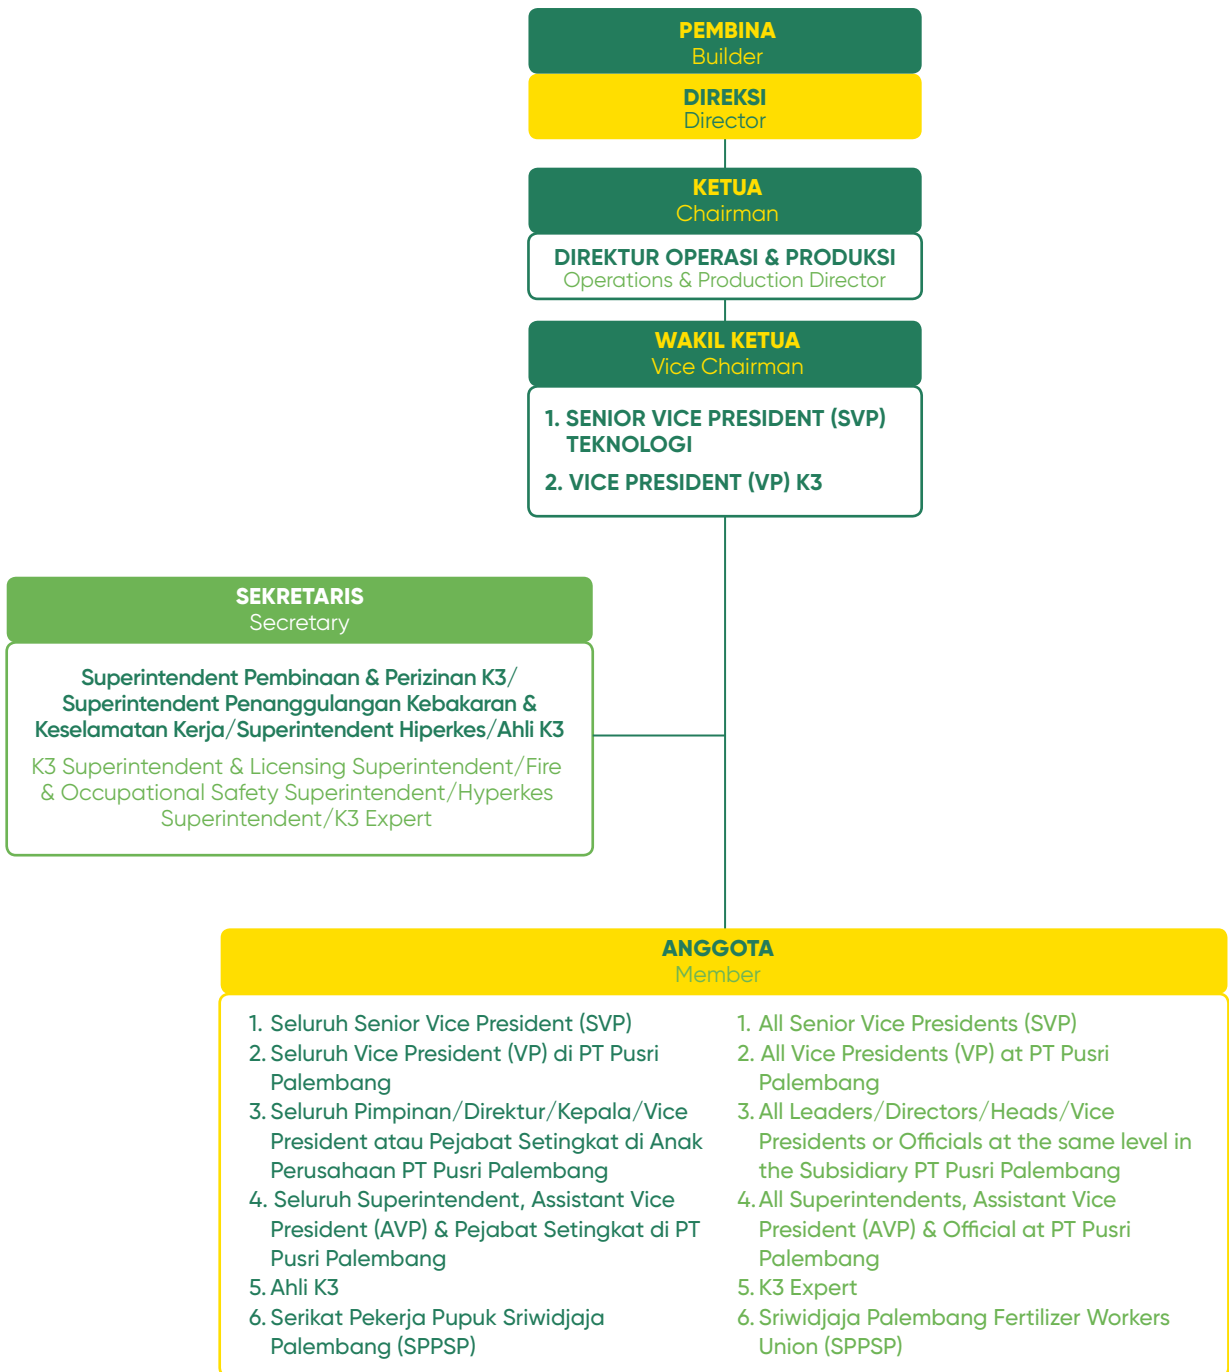 PEMBINA
Builder
DIREKSI
Director
KETUA
Chairman
DIREKTUR OPERASI & PRODUKSI
Operations & Production Director
WAKIL KETUA
Vice Chairman
1. SENIOR VICE PRESIDENT (SVP)
TEKNOLOGI
2. VICE PRESIDENT (VP) K3
SEKRETARIS
Secretary
Superintendent Pembinaan & Perizinan K3/
Superintendent Penanggulangan Kebakaran &
Keselamatan Kerja/Superintendent Hiperkes/Ahli K3
K3 Superintendent & Licensing Superintendent/Fire
& Occupational Safety Superintendent/Hyperkes
Superintendent/K3 Expert
ANGGOTA
Member
1. Seluruh Senior Vice President (SVP)
2. Seluruh Vice President (VP) di PT Pusri
Palembang
3. Seluruh Pimpinan/Direktur/Kepala/Vice
President atau Pejabat Setingkat di Anak
Perusahaan PT Pusri Palembang
4. Seluruh Superintendent, Assistant Vice
President (AVP) & Pejabat Setingkat di PT
Pusri Palembang
5. Ahli K3
6. Serikat Pekerja Pupuk Sriwidjaja
Palembang (SPPSP)
1. All Senior Vice Presidents (SVP)
2. All Vice Presidents (VP) at PT Pusri
Palembang
3. All Leaders/Directors/Heads/Vice
Presidents or Officials at the same level in
the Subsidiary PT Pusri Palembang
4. All Superintendents, Assistant Vice
President (AVP) & Official at PT Pusri
Palembang
5. K3 Expert
6. Sriwidjaja Palembang Fertilizer Workers
Union (SPPSP)